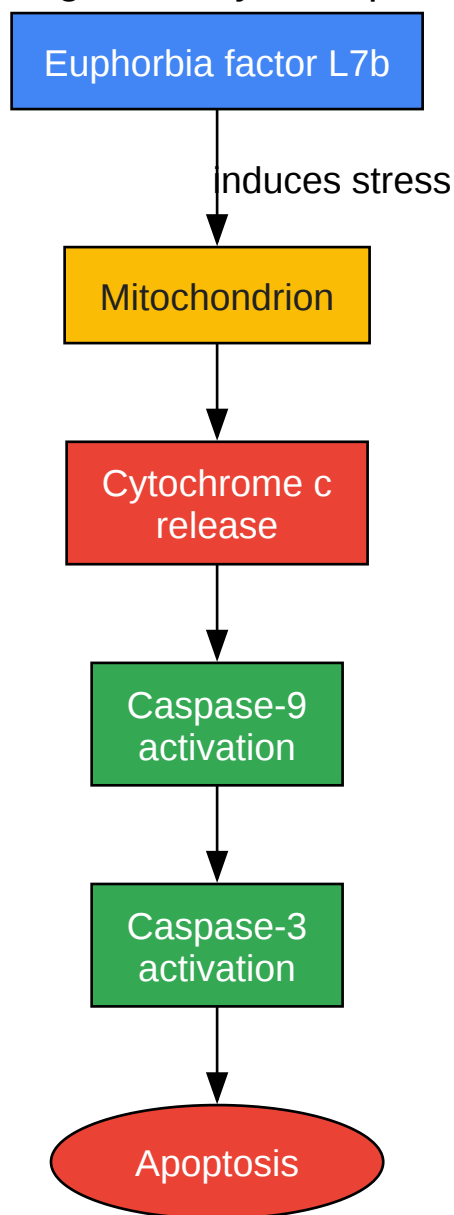 Euphorbia factor L7b
induces stress
Mitochondrion
Cytochrome c
release
Caspase-9
activation
Caspase-3
activation
Apoptosis